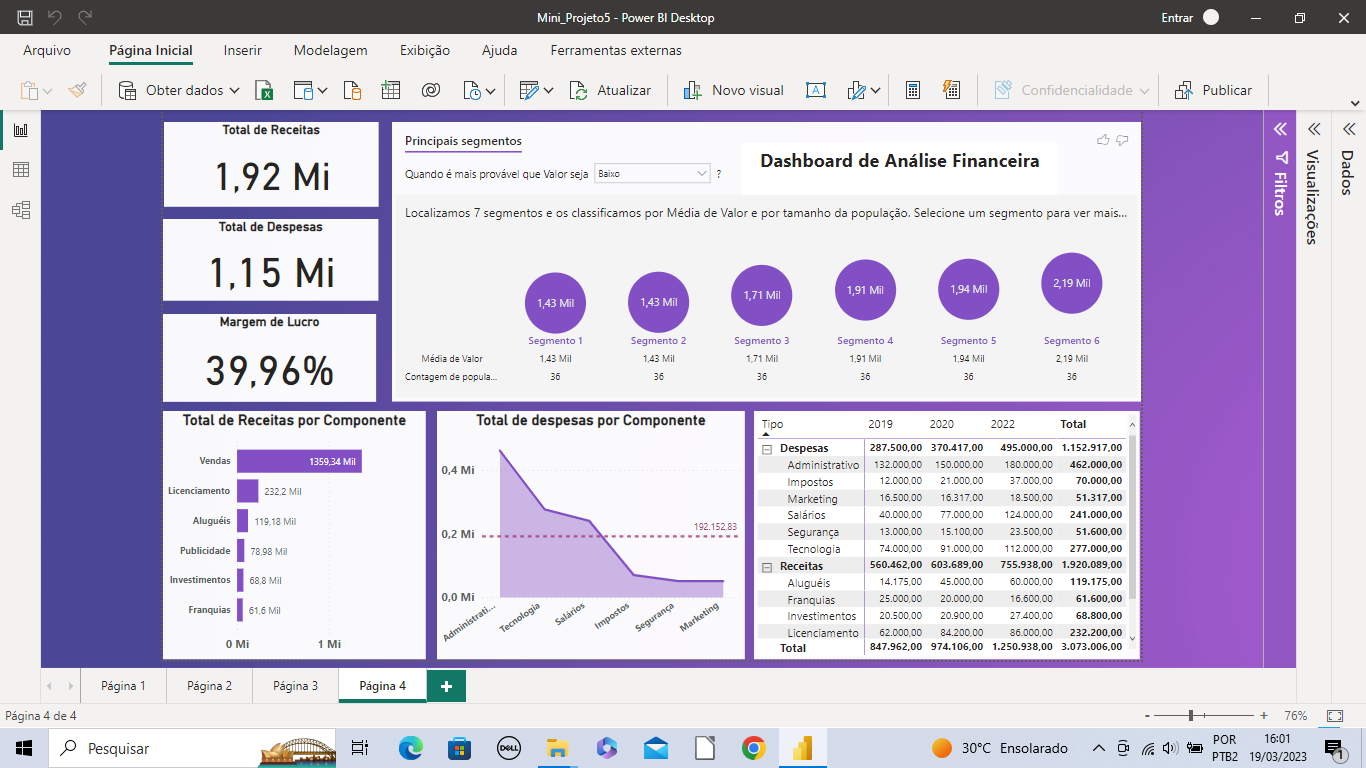 Mini_Projeto5 - Power BI Desktop
Entrar
Arquivo Página Inicial Inserir Modelagem Exibição Ajuda Ferramentas externas
Obter dados Atualizar Novo visual Confidencialidade Publicar
Total de Receitas
1,92 Mi
Total de Despesas
1,15 Mi
Margem de Lucro
39,96%
Principais segmentos
Dashboard de Análise Financeira
Quando é mais provável que Valor seja Baixo ?
Localizamos 7 segmentos e os classificamos por Média de Valor e por tamanho da população. Selecione um segmento para ver mais...
1,43 Mil 1,43 Mil 1,71 Mil 1,91 Mil 1,94 Mil 2,19 Mil
Segmento 1 Segmento 2 Segmento 3 Segmento 4 Segmento 5 Segmento 6
Média de Valor 1,43 Mil 1,43 Mil 1,71 Mil 1,91 Mil 1,94 Mil 2,19 Mil
Contagem de popula... 36 36 36 36 36 36
Filtros
Visualizações
Dados
Total de Receitas por Componente
Vendas 1359,34 Mil
Licenciamento 232,2 Mil
Aluguéis 119,18 Mil
Publicidade 78,98 Mil
Investimentos 68,8 Mil
Franquias 61,6 Mil
0 Mi 1 Mi
Total de despesas por Componente
0,4 Mi
0,2 Mi
0,0 Mi
192.152,83
Administrati... Tecnologia Salários Impostos Segurança Marketing
Tipo 2019 2020 2022 Total
Despesas 287.500,00 370.417,00 495.000,00 1.152.917,00
Administrativo 132.000,00 150.000,00 180.000,00 462.000,00
Impostos 12.000,00 21.000,00 37.000,00 70.000,00
Marketing 16.500,00 16.317,00 18.500,00 51.317,00
Salários 40.000,00 77.000,00 124.000,00 241.000,00
Segurança 13.000,00 15.100,00 23.500,00 51.600,00
Tecnologia 74.000,00 91.000,00 112.000,00 277.000,00
Receitas 560.462,00 603.689,00 755.938,00 1.920.089,00
Aluguéis 14.175,00 45.000,00 60.000,00 119.175,00
Franquias 25.000,00 20.000,00 16.600,00 61.600,00
Investimentos 20.500,00 20.900,00 27.400,00 68.800,00
Licenciamento 62.000,00 84.200,00 86.000,00 232.200,00
Total 847.962,00 974.106,00 1.250.938,00 3.073.006,00
Página 1 Página 2 Página 3 Página 4
Página 4 de 4
76%
Pesquisar
DELL
30°C Ensolarado
POR
PTB2
16:01
19/03/2023
1